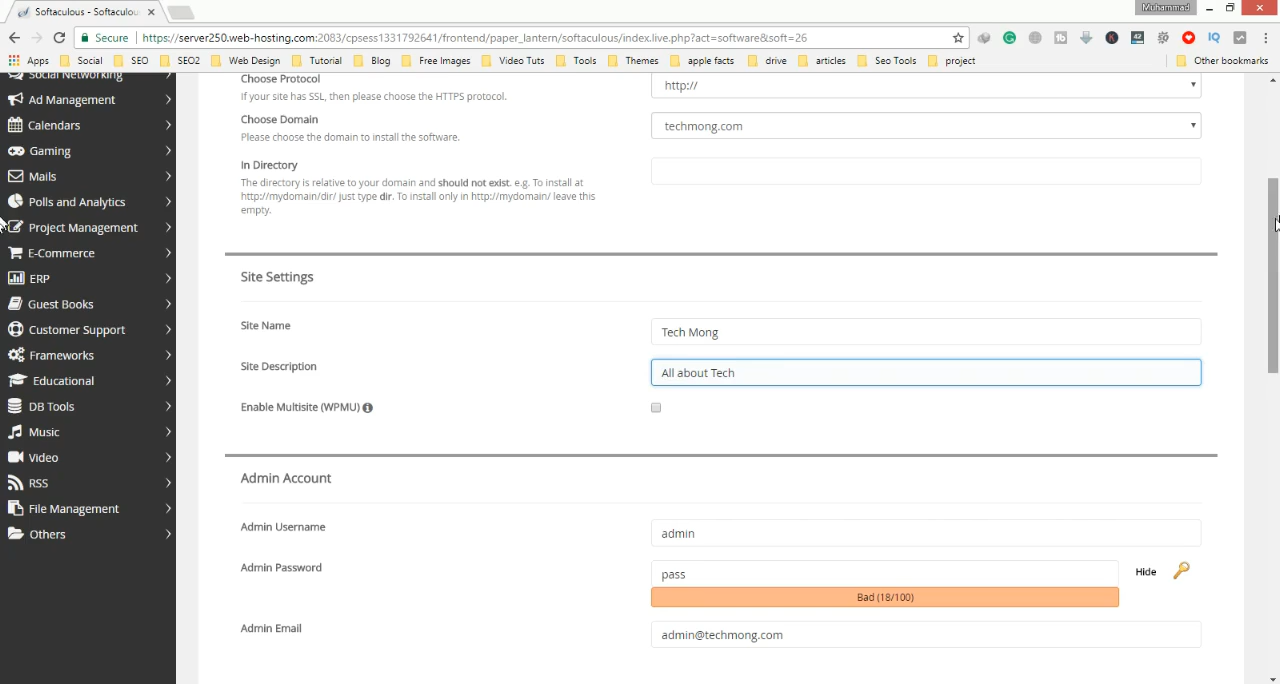 Softaculous - Softaculou
Muhammad
Secure https://server250.web-hosting.com:2083/cpsess1331792641/frontend/paper_lantern/softaculous/index.live.php?act=software&soft=26
Apps Social SEO SEO2 Web Design Tutorial Blog Free Images Video Tuts Tools Themes apple facts drive articles Seo Tools project Other bookmarks
Social Networking
Ad Management
Calendars
Gaming
Mails
Polls and Analytics
Project Management
E-Commerce
ERP
Guest Books
Customer Support
Frameworks
Educational
DB Tools
Music
Video
RSS
File Management
Others
Choose Protocol
If your site has SSL, then please choose the HTTPS protocol.
http://
Choose Domain
Please choose the domain to install the software.
techmong.com
In Directory
The directory is relative to your domain and should not exist. e.g. To install at
http://mydomain/dir/ just type dir. To install only in http://mydomain/ leave this
empty.
Site Settings
Site Name
Tech Mong
Site Description
All about Tech
Enable Multisite (WPMU)
Admin Account
Admin Username
admin
Admin Password
pass
Hide
Bad (18/100)
Admin Email
admin@techmong.com